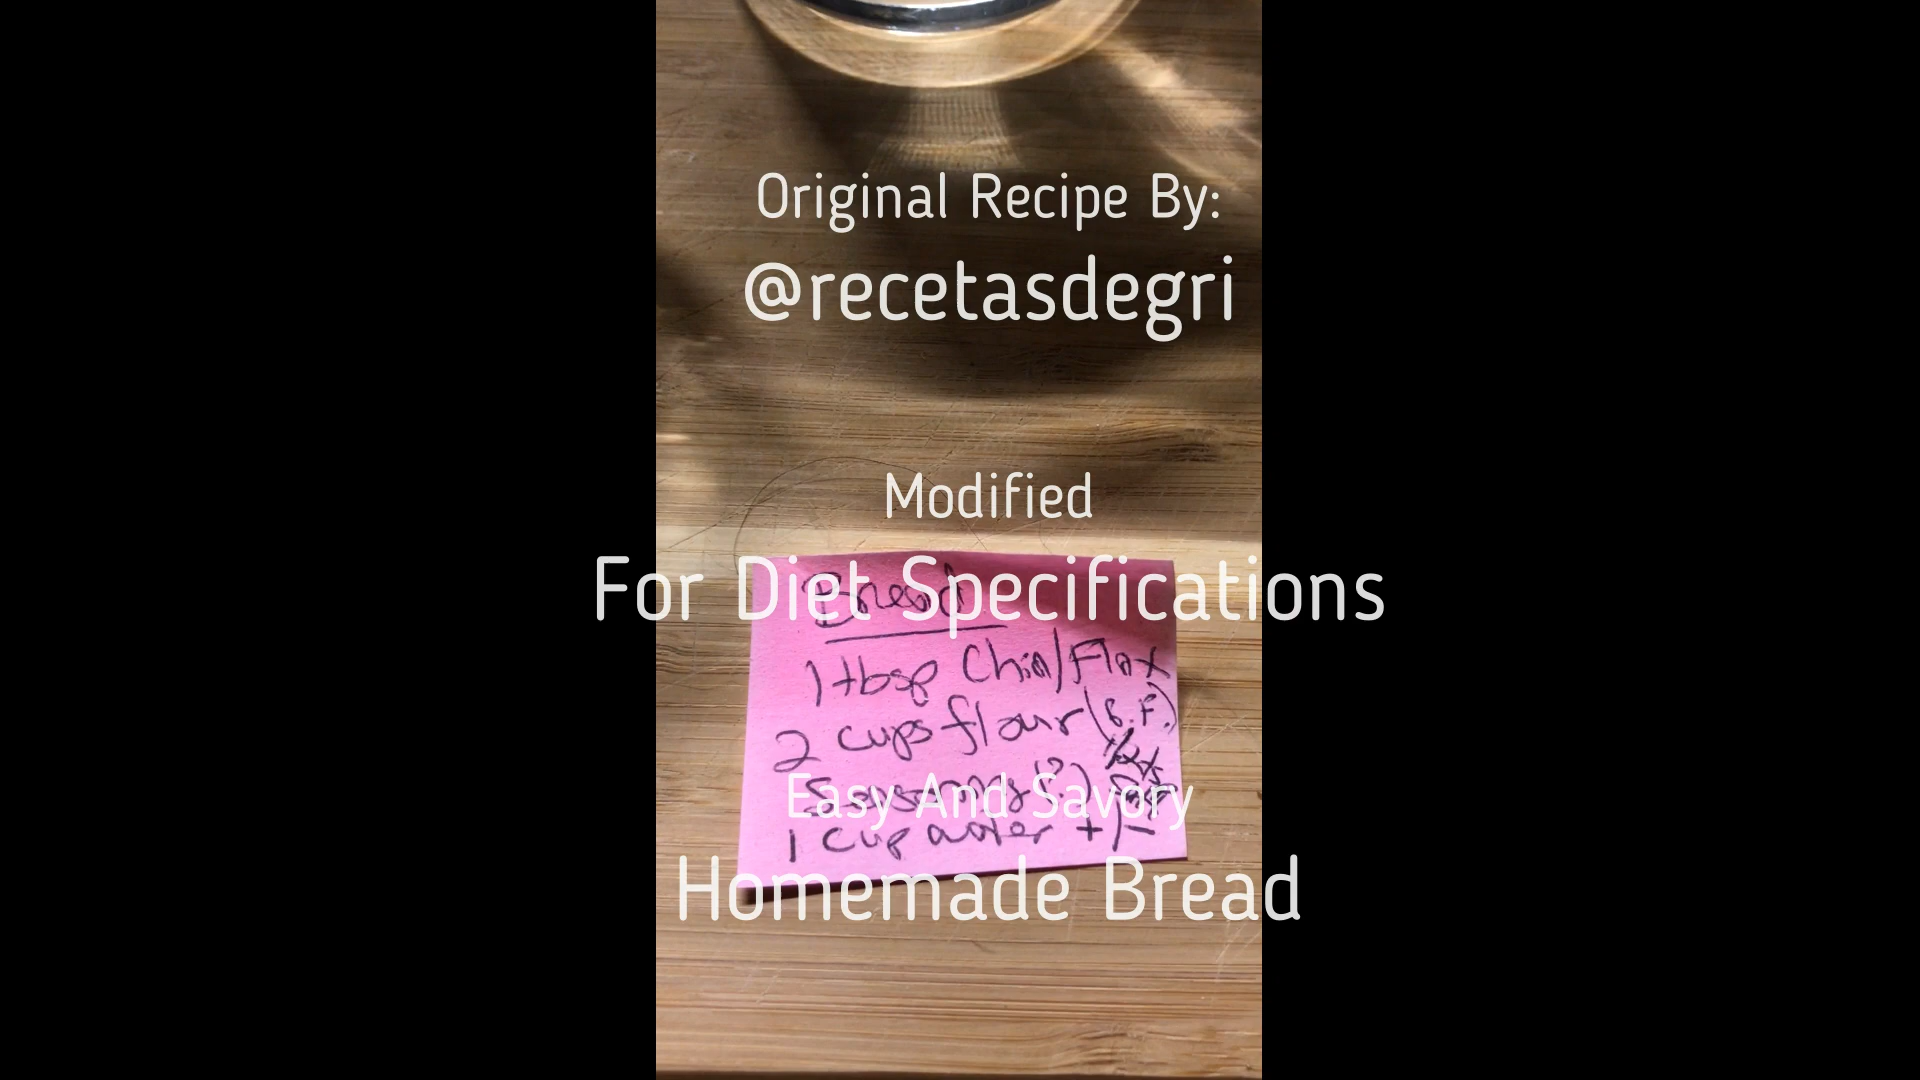 Original Recipe By:
@recetasdegri
Modified
For Diet Specifications
Easy And Savory
Homemade Bread
Bread
1 tbsp Chia/Flax
2 cups flour
1 cup water +/-